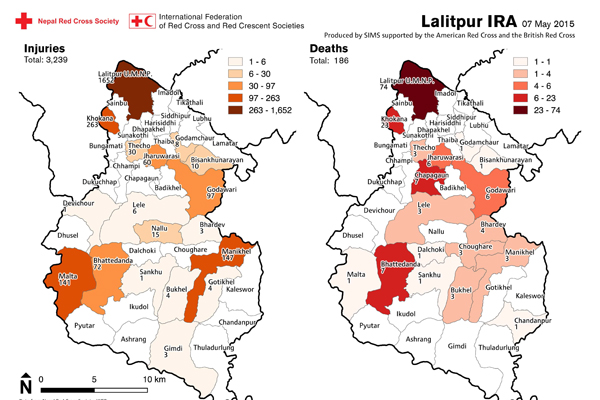 Nepal Red Cross Society
International Federation
of Red Cross and Red Crescent Societies
Lalitpur IRA 07 May 2015
Produced by SIMS supported by the American Red Cross and the British Red Cross
Injuries
Total: 3,239
1 - 6
6 - 30
30 - 97
97 - 263
263 - 1,652
Lalitpur U.M.N.P.
1652
Imadol
Sainbu
Tikathali
Khokana
263
Siddhipur
Harisiddhi
Lubhu
Dhapakhel
Sunakothi
Bungamati
Thaiba
8
Godamchaur
Lamatar
Thecho
30
Jharuwarasi
60
Bisankhunarayan
10
Chhampi
Dukuchhap
Chapagaun
Badikhel
Godawari
97
Devichour
4
Lele
6
Nallu
15
Bhardev
3
Dhusel
Dalchoki
Choughare
Manikhel
147
Malta
141
Bhattedanda
72
Sankhu
1
Bukhel
4
Gotikhel
4
Kaleswor
Ikudol
Chandanpur
Pyutar
Ashrang
Gimdi
3
Thuladurlung
N
0 5 10 km
Deaths
Total: 186
1 - 1
1 - 4
4 - 6
6 - 23
23 - 74
Lalitpur U.M.N.P.
74
Imadol
Sainbu
Tikathali
Khokana
23
Siddhipur
Harisiddhi
Lubhu
Dhapakhel
Sunakothi
Bungamati
Thaiba
Godamchaur
1
Lamatar
Thecho
3
Jharuwarasi
6
Bisankhunarayan
1
Chhampi
Dukuchhap
Chapagaun
7
Badikhel
Godawari
6
Devichour
Lele
3
Nallu
Bhardev
4
Dhusel
Dalchoki
1
Choughare
3
Manikhel
3
Malta
1
Bhattedanda
7
Sankhu
1
Bukhel
3
Gotikhel
Kaleswor
Ikudol
Chandanpur
1
Pyutar
Ashrang
Gimdi
Thuladurlung